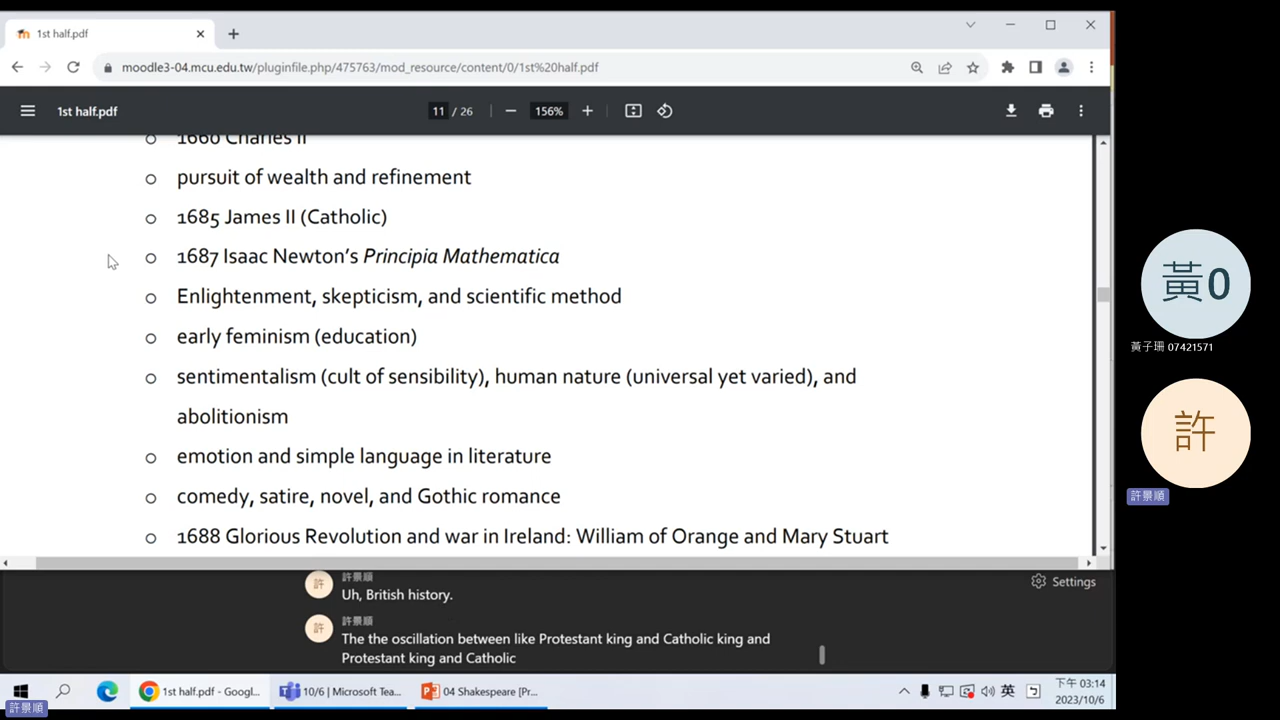 1st half.pdf
moodle3-04.mcu.edu.tw/pluginfile.php/475763/mod_resource/content/0/1st%20half.pdf
1st half.pdf
11 / 26
156%
1660 Charles II
pursuit of wealth and refinement
1685 James II (Catholic)
1687 Isaac Newton's Principia Mathematica
Enlightenment, skepticism, and scientific method
early feminism (education)
sentimentalism (cult of sensibility), human nature (universal yet varied), and
abolitionism
emotion and simple language in literature
comedy, satire, novel, and Gothic romance
1688 Glorious Revolution and war in Ireland: William of Orange and Mary Stuart
黃0
黃子珊 07421571
許
許景順
許
許景順
Uh, British history.
Settings
許
許景順
The the oscillation between like Protestant king and Catholic king and
Protestant king and Catholic
1st half.pdf - Googl...
10/6 | Microsoft Tea...
04 Shakespeare [Pr...
英
下午 03:14
2023/10/6
許景順